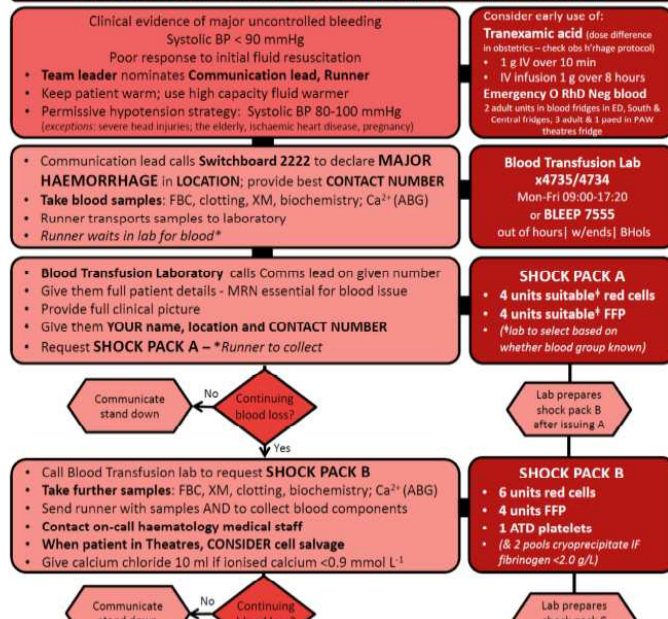 Clinical evidence of major uncontrolled bleeding
Systolic BP < 90 mmHg
Poor response to initial fluid resuscitation
• Team leader nominates Communication lead, Runner
• Keep patient warm; use high capacity fluid warmer
• Permissive hypotension strategy: Systolic BP 80-100 mmHg
(exceptions: severe head injuries; the elderly, ischaemic heart disease, pregnancy)
Consider early use of:
Tranexamic acid (dose difference
in obstetrics – check obs h'rhage protocol)
• 1 g IV over 10 min
• IV infusion 1g over 8 hours
Emergency O RhD Neg blood
2 adult units in blood fridges in ED, South &
Central fridges, 3 adult & 1 paed in PAW
theatres fridge
• Communication lead calls Switchboard 2222 to declare MAJOR
HAEMORRHAGE in LOCATION; provide best CONTACT NUMBER
• Take blood samples: FBC, clotting, XM, biochemistry; Ca²⁺ (ABG)
• Runner transports samples to laboratory
• Runner waits in lab for blood*
Blood Transfusion Lab
x4735/4734
Mon-Fri 09:00-17:20
or BLEEP 7555
out of hours| w/ends| BHols
• Blood Transfusion Laboratory calls Comms lead on given number
• Give them full patient details - MRN essential for blood issue
• Provide full clinical picture
• Give them YOUR name, location and CONTACT NUMBER
• Request SHOCK PACK A – *Runner to collect
SHOCK PACK A
• 4 units suitable‡ red cells
• 4 units suitable‡ FFP
• (‡lab to select based on
whether blood group known)
Communicate
stand down
No
Continuing
blood loss?
Yes
Lab prepares
shock pack B
after issuing A
• Call Blood Transfusion lab to request SHOCK PACK B
• Take further samples: FBC, XM, clotting, biochemistry; Ca²⁺ (ABG)
• Send runner with samples AND to collect blood components
• Contact on-call haematology medical staff
• When patient in Theatres, CONSIDER cell salvage
• Give calcium chloride 10 ml if ionised calcium <0.9 mmol L⁻¹
SHOCK PACK B
• 6 units red cells
• 4 units FFP
• 1 ATD platelets
• (& 2 pools cryoprecipitate IF
fibrinogen <2.0 g/L)
Communicate
No
Continuing
Lab prepares